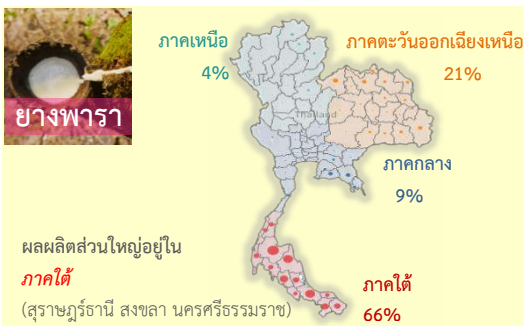 ภาคเหนือ
4%
ภาคตะวันออกเฉียงเหนือ
21%
ยางพารา
Thailand
ภาคกลาง
9%
ผลผลิตส่วนใหญ่อยู่ใน
ภาคใต้
(สุราษฎร์ธานี สงขลา นครศรีธรรมราช)
ภาคใต้
66%